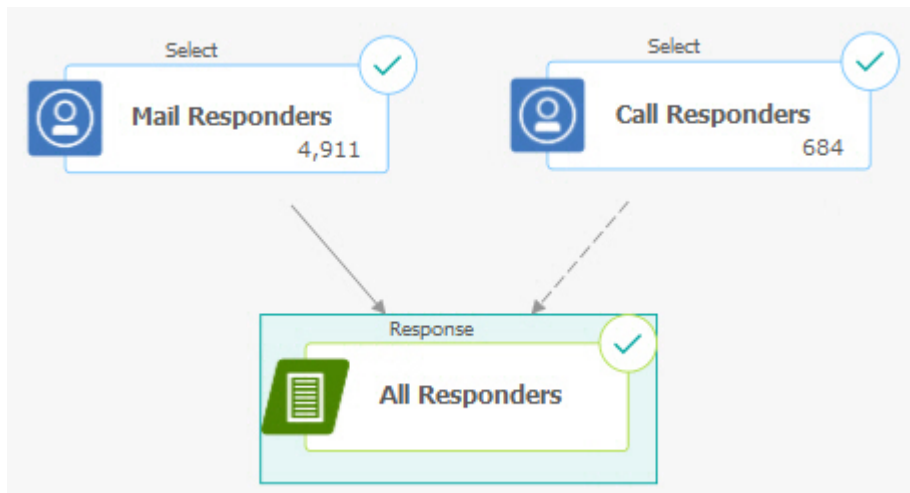 Select
Mail Responders
4,911
Select
Call Responders
684
Response
All Responders